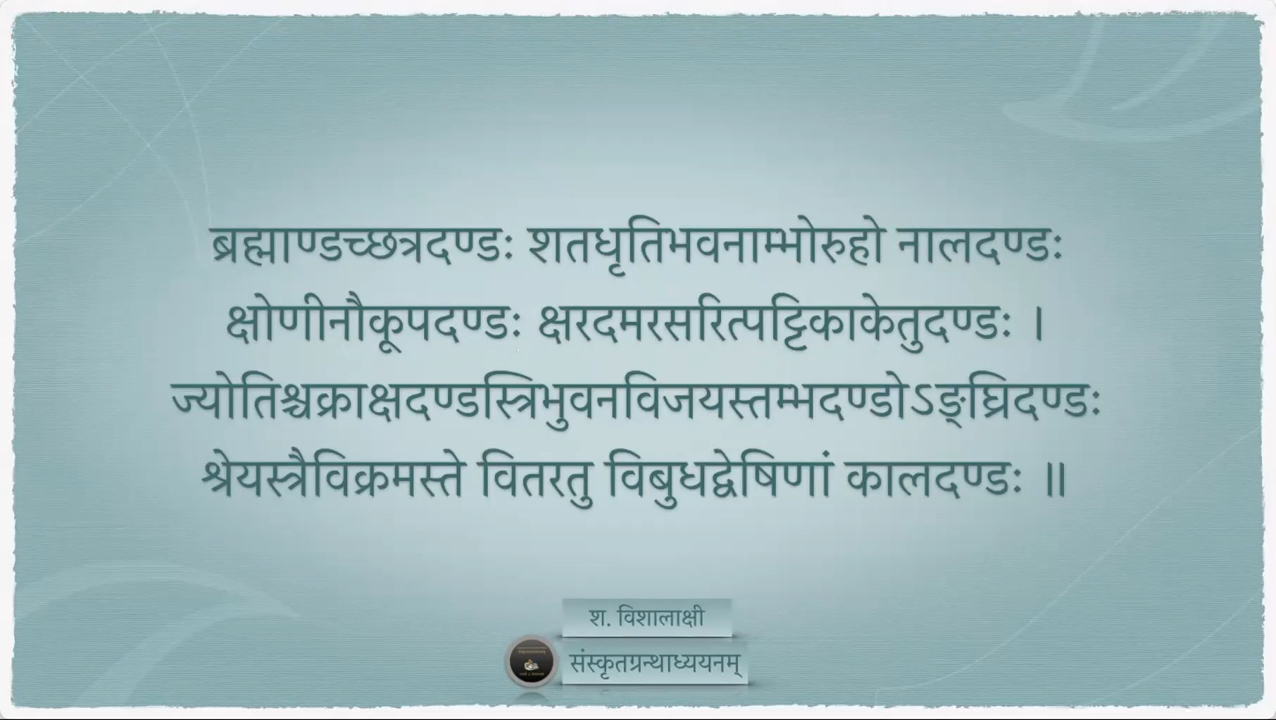 ब्रह्माण्डच्छत्रदण्डः शतधृतिभवनाम्भोरुहो नालदण्डः
क्षोणीनौकूपदण्डः क्षरदमरसरित्पट्टिकाकेतुदण्डः ।
ज्योतिश्चक्राक्षदण्डस्त्रिभुवनविजयस्तम्भदण्डोऽङ्घ्रिदण्डः
श्रेयस्त्रैविक्रमस्ते वितरतु विबुधद्वेषिणां कालदण्डः ॥
श. विशालाक्षी
संस्कृतग्रन्थाध्ययनम्